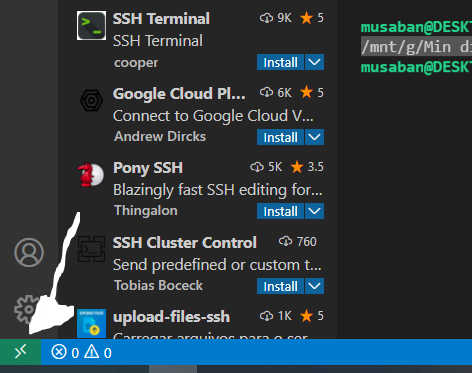 SSH Terminal 9K 5
SSH Terminal
cooper Install
Google Cloud Pl... 6K 5
Connect to Google Cloud V...
Andrew Dircks Install
Pony SSH 5K 3.5
Blazingly fast SSH editing for...
Thingalon Install
SSH Cluster Control 760
Send predefined or custom t...
Tobias Boceck Install
upload-files-ssh 1K 5
Carregar arquivos para o ser
0 0
musaban@DESKT
/mnt/g/Min di
musaban@DESKT